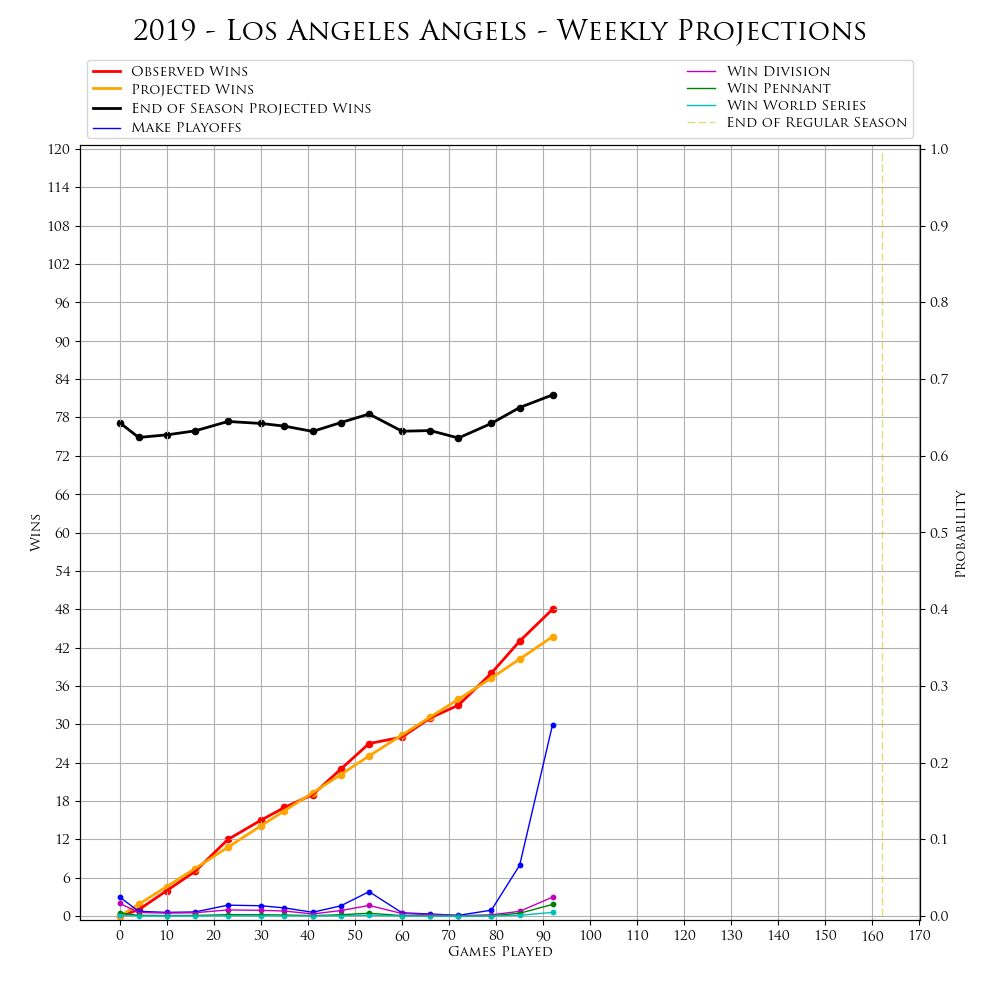 2019 - Los Angeles Angels - Weekly Projections
Observed Wins
Projected Wins
End of Season Projected Wins
Make Playoffs
Win Division
Win Pennant
Win World Series
End of Regular Season
120
114
108
102
96
90
84
78
72
66
60
54
48
42
36
30
24
18
12
6
0
Wins
1.0
0.9
0.8
0.7
0.6
0.5
0.4
0.3
0.2
0.1
0.0
Probability
0 10 20 30 40 50 60 70 80 90 100 110 120 130 140 150 160 170
Games Played